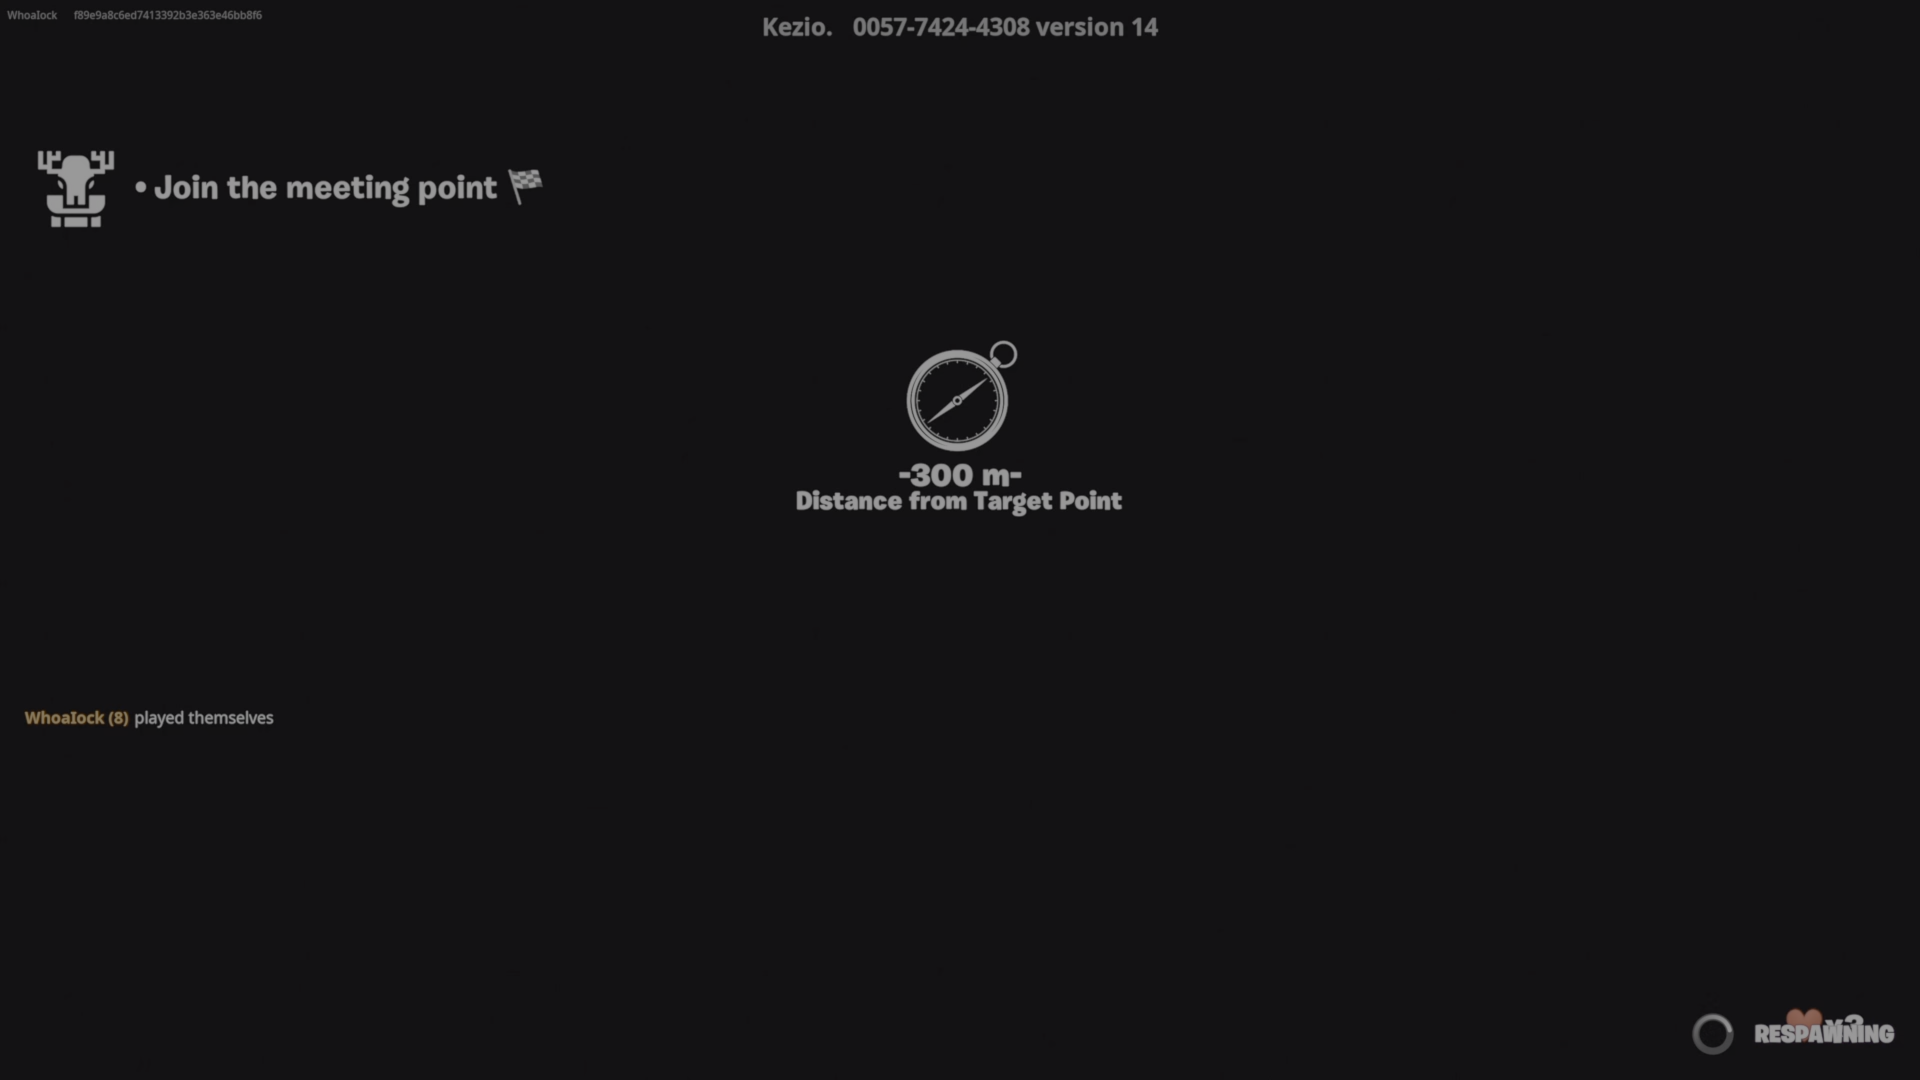 WhoaIock f89e9a8c6ed7413392b3e363e46bb8f6
Kezio. 0057-7424-4308 version 14
• Join the meeting point
-300 m-
Distance from Target Point
WhoaIock (8) played themselves
RESPAWNING